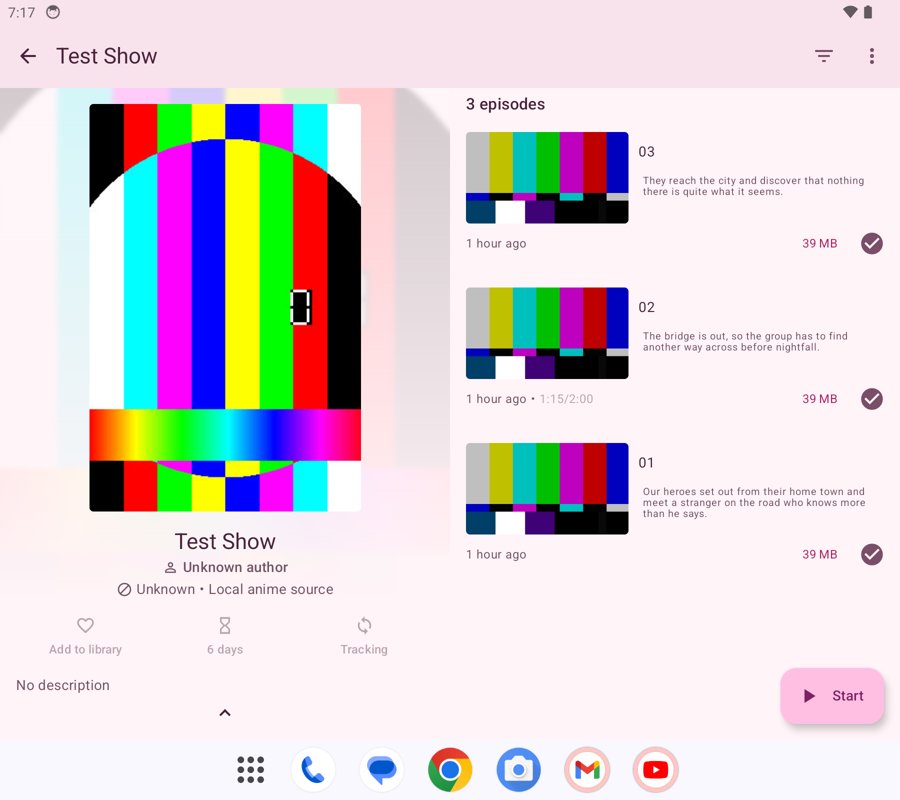 7:17
Test Show
Test Show
Unknown author
Unknown • Local anime source
Add to library
6 days
Tracking
No description
3 episodes
03
They reach the city and discover that nothing
there is quite what it seems.
1 hour ago
39 MB
02
The bridge is out, so the group has to find
another way across before nightfall.
1 hour ago • 1:15/2:00
39 MB
01
Our heroes set out from their home town and
meet a stranger on the road who knows more
than he says.
1 hour ago
39 MB
Start